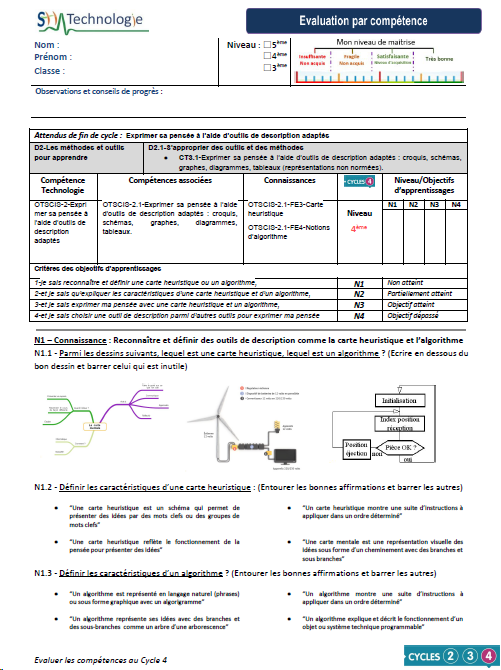 SHM Technologie
Evaluation par compétence
Nom :
Prénom :
Classe :
Niveau : ☐5ème
☐4ème
☐3ème
Mon niveau de maitrise
Insuffisante Non acquis
Fragile Non acquis
Satisfaisante
Très bonne
Observations et conseils de progrès :
Attendus de fin de cycle : Exprimer sa pensée à l'aide d'outils de description adaptés
D2-Les méthodes et outils pour apprendre
D2.1-S'approprier des outils et des méthodes
• CT3.1-Exprimer sa pensée à l'aide d'outils de description adaptés : croquis, schémas,
graphes, diagrammes, tableaux (représentations non normées).
Compétence Technologie
Compétences associées
Connaissances
CYCLES 4
Niveau
4ème
Niveau/Objectifs d'apprentissages
N1 N2 N3 N4
OTSCIS-2-Expri
mer sa pensée à
l'aide d'outils de
description
adaptés
OTSCIS-2.1-Exprimer sa pensée à l'aide
d'outils de description adaptés : croquis,
schémas, graphes, diagrammes,
tableaux.
OTSCIS-2.1-FE3-Carte
heuristique
OTSCIS-2.1-FE4-Notions
d'algorithme
Critères des objectifs d'apprentissages
1-je sais reconnaître et définir une carte heuristique ou un algorithme, N1 Non atteint
2-et je sais qu'expliquer les caractéristiques d'une carte heuristique et d'un algorithme, N2 Partiellement atteint
3-et je sais exprimer ma pensée avec une carte heuristique et un algorithme, N3 Objectif atteint
4-et je sais choisir une outil de description parmi d'autres outils pour exprimer ma pensée N4 Objectif dépassé
N1 – Connaissance : Reconnaître et définir des outils de description comme la carte heuristique et l'algorithme
N1.1 - Parmi les dessins suivants, lequel est une carte heuristique, lequel est un algorithme ? (Ecrire en dessous du
bon dessin et barrer celui qui est inutile)
Initialisation
Index position
réception
Position
éjection
non
Pièce OK ?
oui
N1.2 - Définir les caractéristiques d'une carte heuristique : (Entourer les bonnes affirmations et barrer les autres)
• "Une carte heuristique est un schéma qui permet de
présenter des idées par des mots clefs ou des groupes de
mots clefs"
• "Une carte heuristique montre une suite d'instructions à
appliquer dans un ordre déterminé"
• "Une carte heuristique reflète le fonctionnement de la
pensée pour présenter des idées"
• "Une carte mentale est une représentation visuelle des
idées sous forme d'un cheminement avec des branches et
sous branches"
N1.3 - Définir les caractéristiques d'un algorithme ? (Entourer les bonnes affirmations et barrer les autres)
• "Un algorithme est représenté en langage naturel (phrases)
ou sous forme graphique avec un algorigramme"
• "Un algorithme montre une suite d'instructions à
appliquer dans un ordre déterminé"
• "Un algorithme représente ses idées avec des branches et
des sous-branches comme un arbre d'une arborescence"
• "Un algorithme explique et décrit le fonctionnement d'un
objet ou système technique programmable"
Evaluer les compétences au Cycle 4
CYCLES 2 3 4